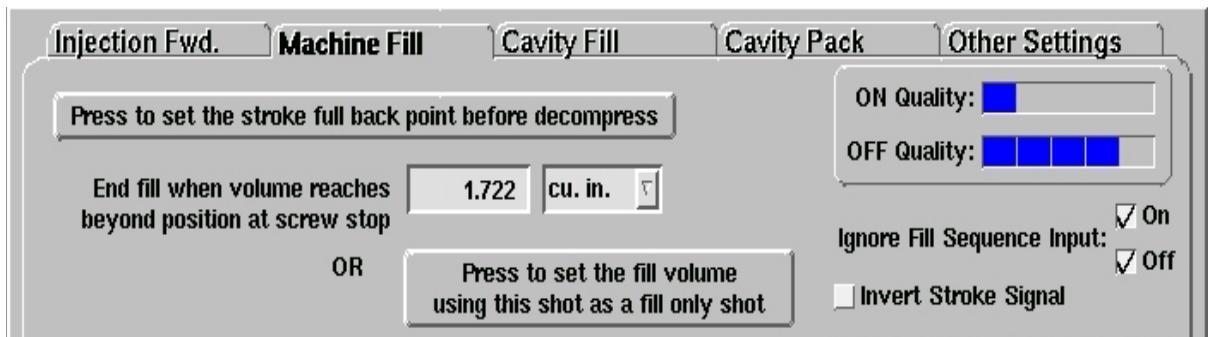 Injection Fwd. Machine Fill Cavity Fill Cavity Pack Other Settings
Press to set the stroke full back point before decompress
ON Quality:
OFF Quality:
End fill when volume reaches
beyond position at screw stop
1.722 cu. in.
OR
Press to set the fill volume
using this shot as a fill only shot
Ignore Fill Sequence Input:
On
Off
Invert Stroke Signal